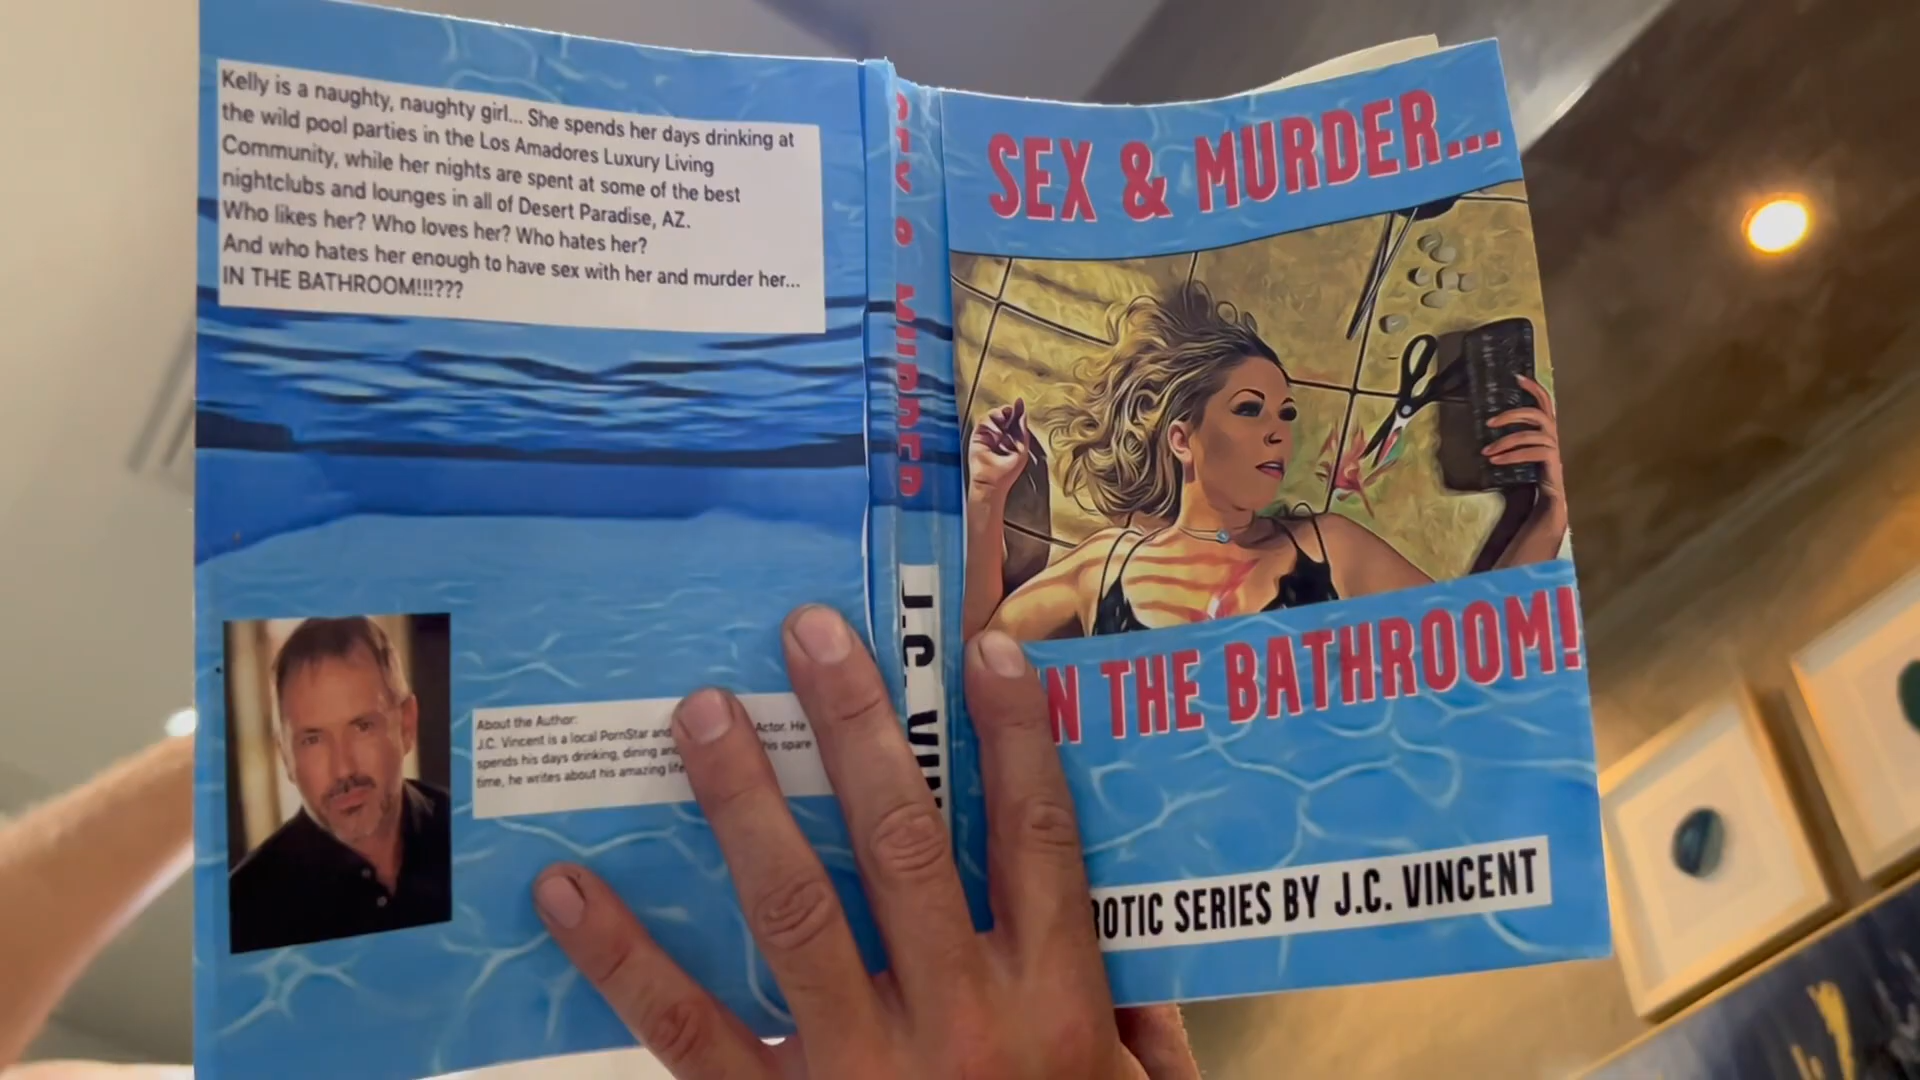 Kelly is a naughty, naughty girl... She spends her days drinking at
the wild pool parties in the Los Amadores Luxury Living
Community, while her nights are spent at some of the best
nightclubs and lounges in all of Desert Paradise, AZ.
Who likes her? Who loves her? Who hates her?
And who hates her enough to have sex with her and murder her...
IN THE BATHROOM!!!???
About the Author:
J.C. Vincent is a local PornStar and Actor. He
spends his days drinking, dining and his spare
time, he writes about his amazing life
MURDER
J.C.
SEX & MURDER...
IN THE BATHROOM!
SERIES BY J.C. VINCENT